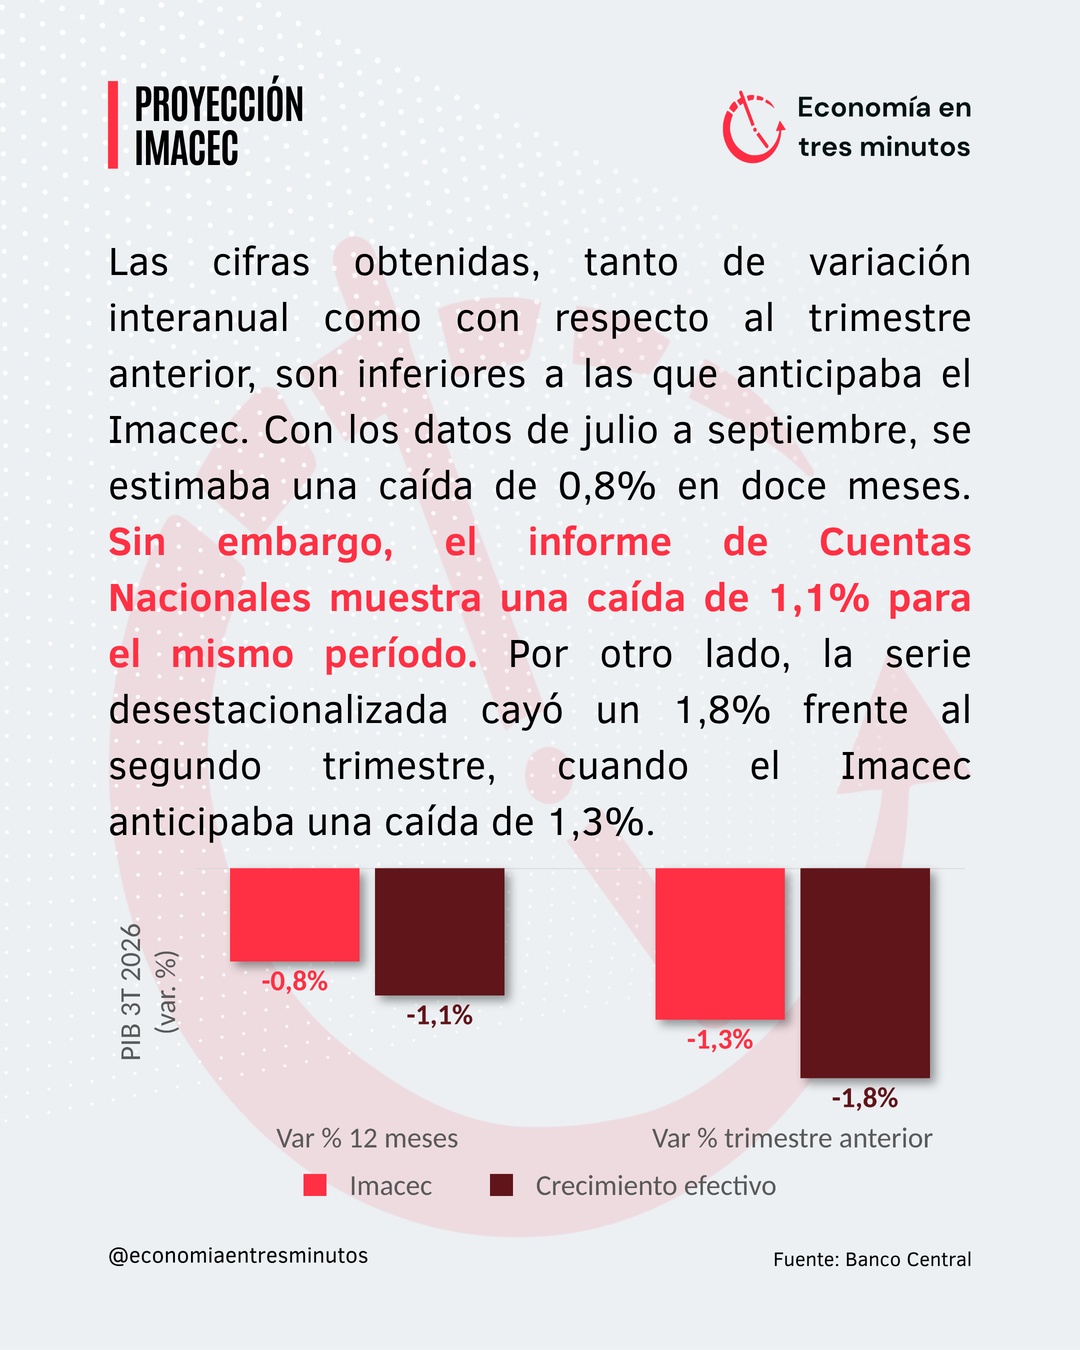 PROYECCIÓN
IMACEC
Economía en
tres minutos
Las cifras obtenidas, tanto de variación
interanual como con respecto al trimestre
anterior, son inferiores a las que anticipaba el
Imacec. Con los datos de julio a septiembre, se
estimaba una caída de 0,8% en doce meses.
Sin embargo, el informe de Cuentas
Nacionales muestra una caída de 1,1% para
el mismo período. Por otro lado, la serie
desestacionalizada cayó un 1,8% frente al
segundo trimestre, cuando el Imacec
anticipaba una caída de 1,3%.
PIB 3T 2026
(var. %)
-0,8%
-1,1%
-1,3%
-1,8%
Var % 12 meses
Var % trimestre anterior
Imacec
Crecimiento efectivo
@economiaentresminutos
Fuente: Banco Central